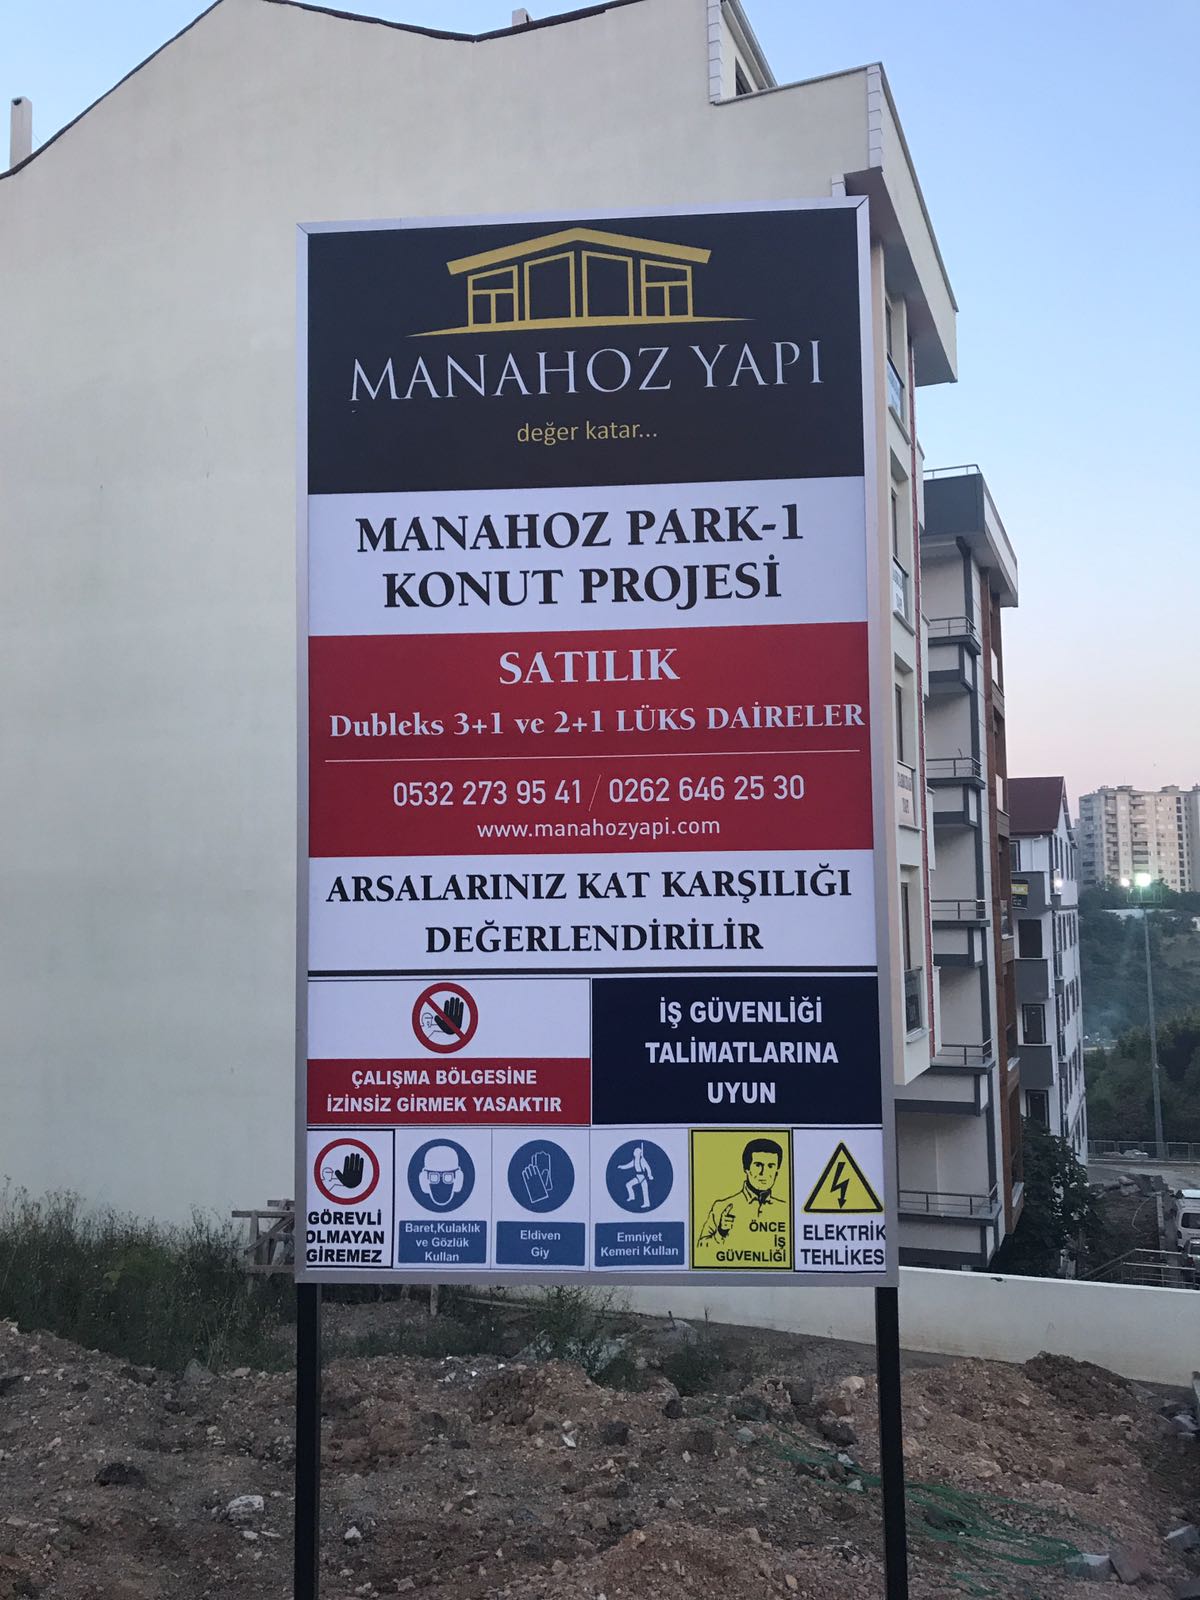 MANAHOZ YAPI
değer katar...
MANAHOZ PARK-1
KONUT PROJESİ
SATILIK
Dubleks 3+1 ve 2+1 LÜKS DAİRELER
0532 273 95 41 / 0262 646 25 30
www.manahozyapi.com
ARSALARINIZ KAT KARŞILIĞI
DEĞERLENDİRİLİR
ÇALIŞMA BÖLGESİNE
İZİNSİZ GİRMEK YASAKTIR
İŞ GÜVENLİĞİ
TALİMATLARINA
UYUN
GÖREVLİ
OLMAYAN
GİREMEZ
Baret,Kulaklık
ve Gözlük
Kullan
Eldiven
Giy
Emniyet
Kemeri Kullan
ÖNCE
İŞ
GÜVENLİĞİ
ELEKTRİK
TEHLİKES